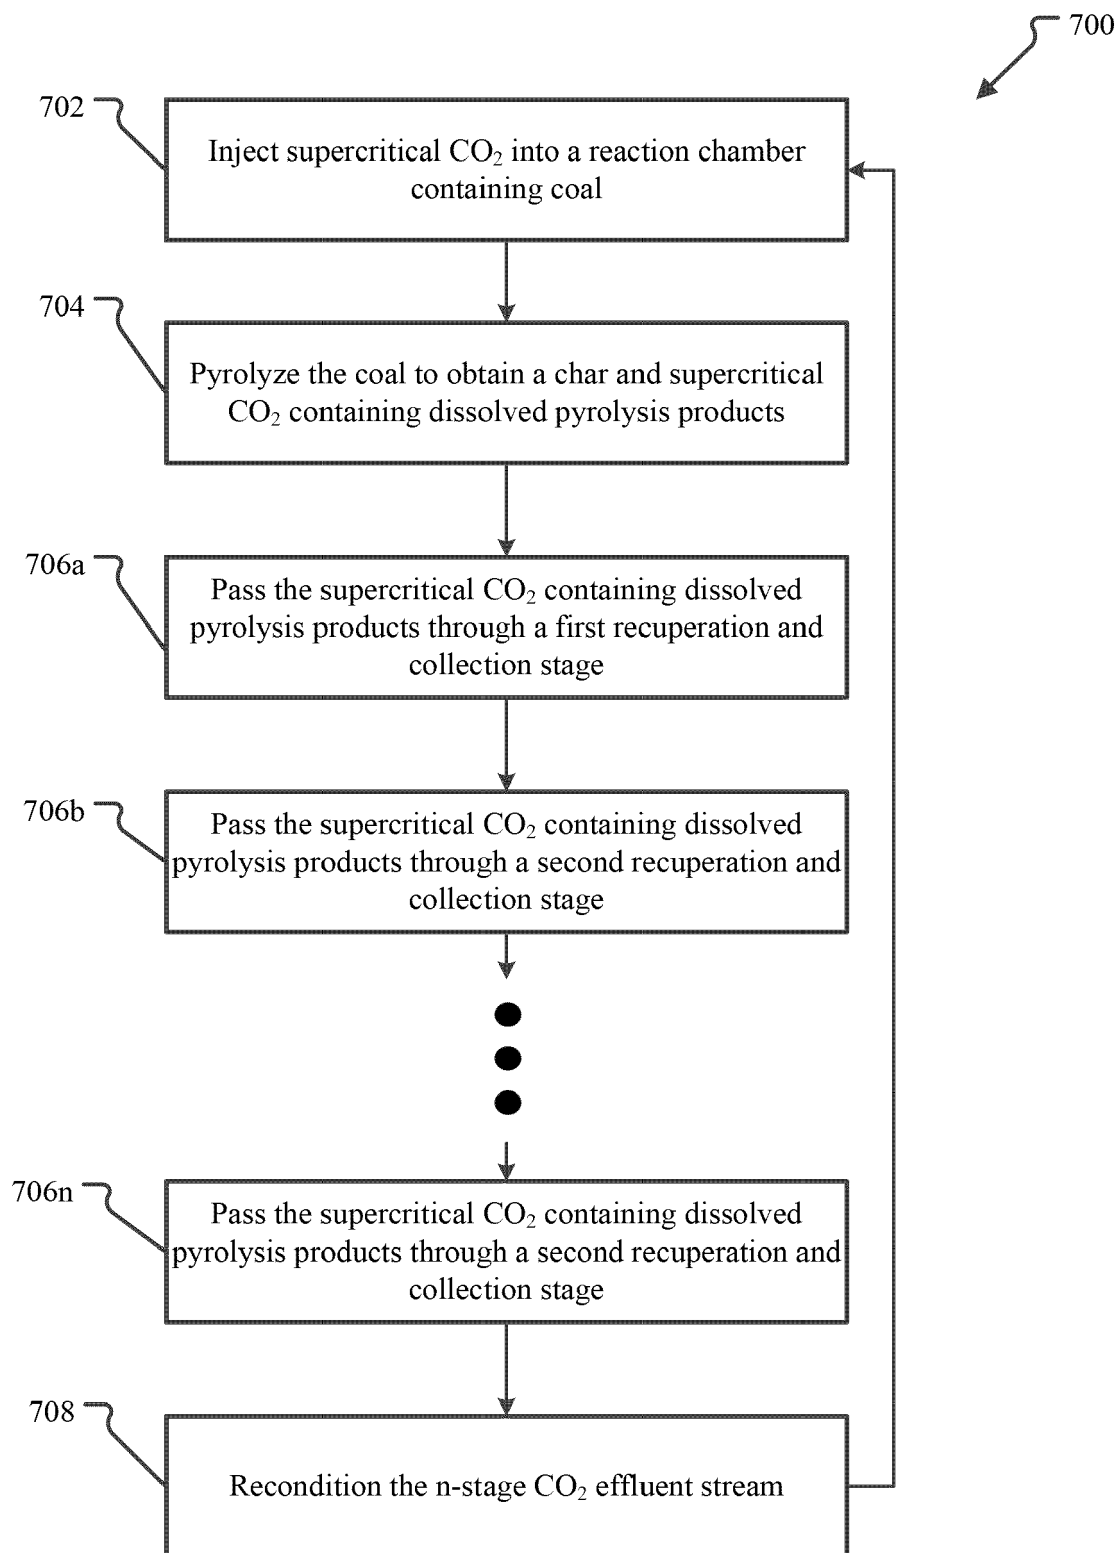 700
702
Inject supercritical CO₂ into a reaction chamber
containing coal
704
Pyrolyze the coal to obtain a char and supercritical
CO₂ containing dissolved pyrolysis products
706a
Pass the supercritical CO₂ containing dissolved
pyrolysis products through a first recuperation and
collection stage
706b
Pass the supercritical CO₂ containing dissolved
pyrolysis products through a second recuperation and
collection stage
706n
Pass the supercritical CO₂ containing dissolved
pyrolysis products through a second recuperation and
collection stage
708
Recondition the n-stage CO₂ effluent stream